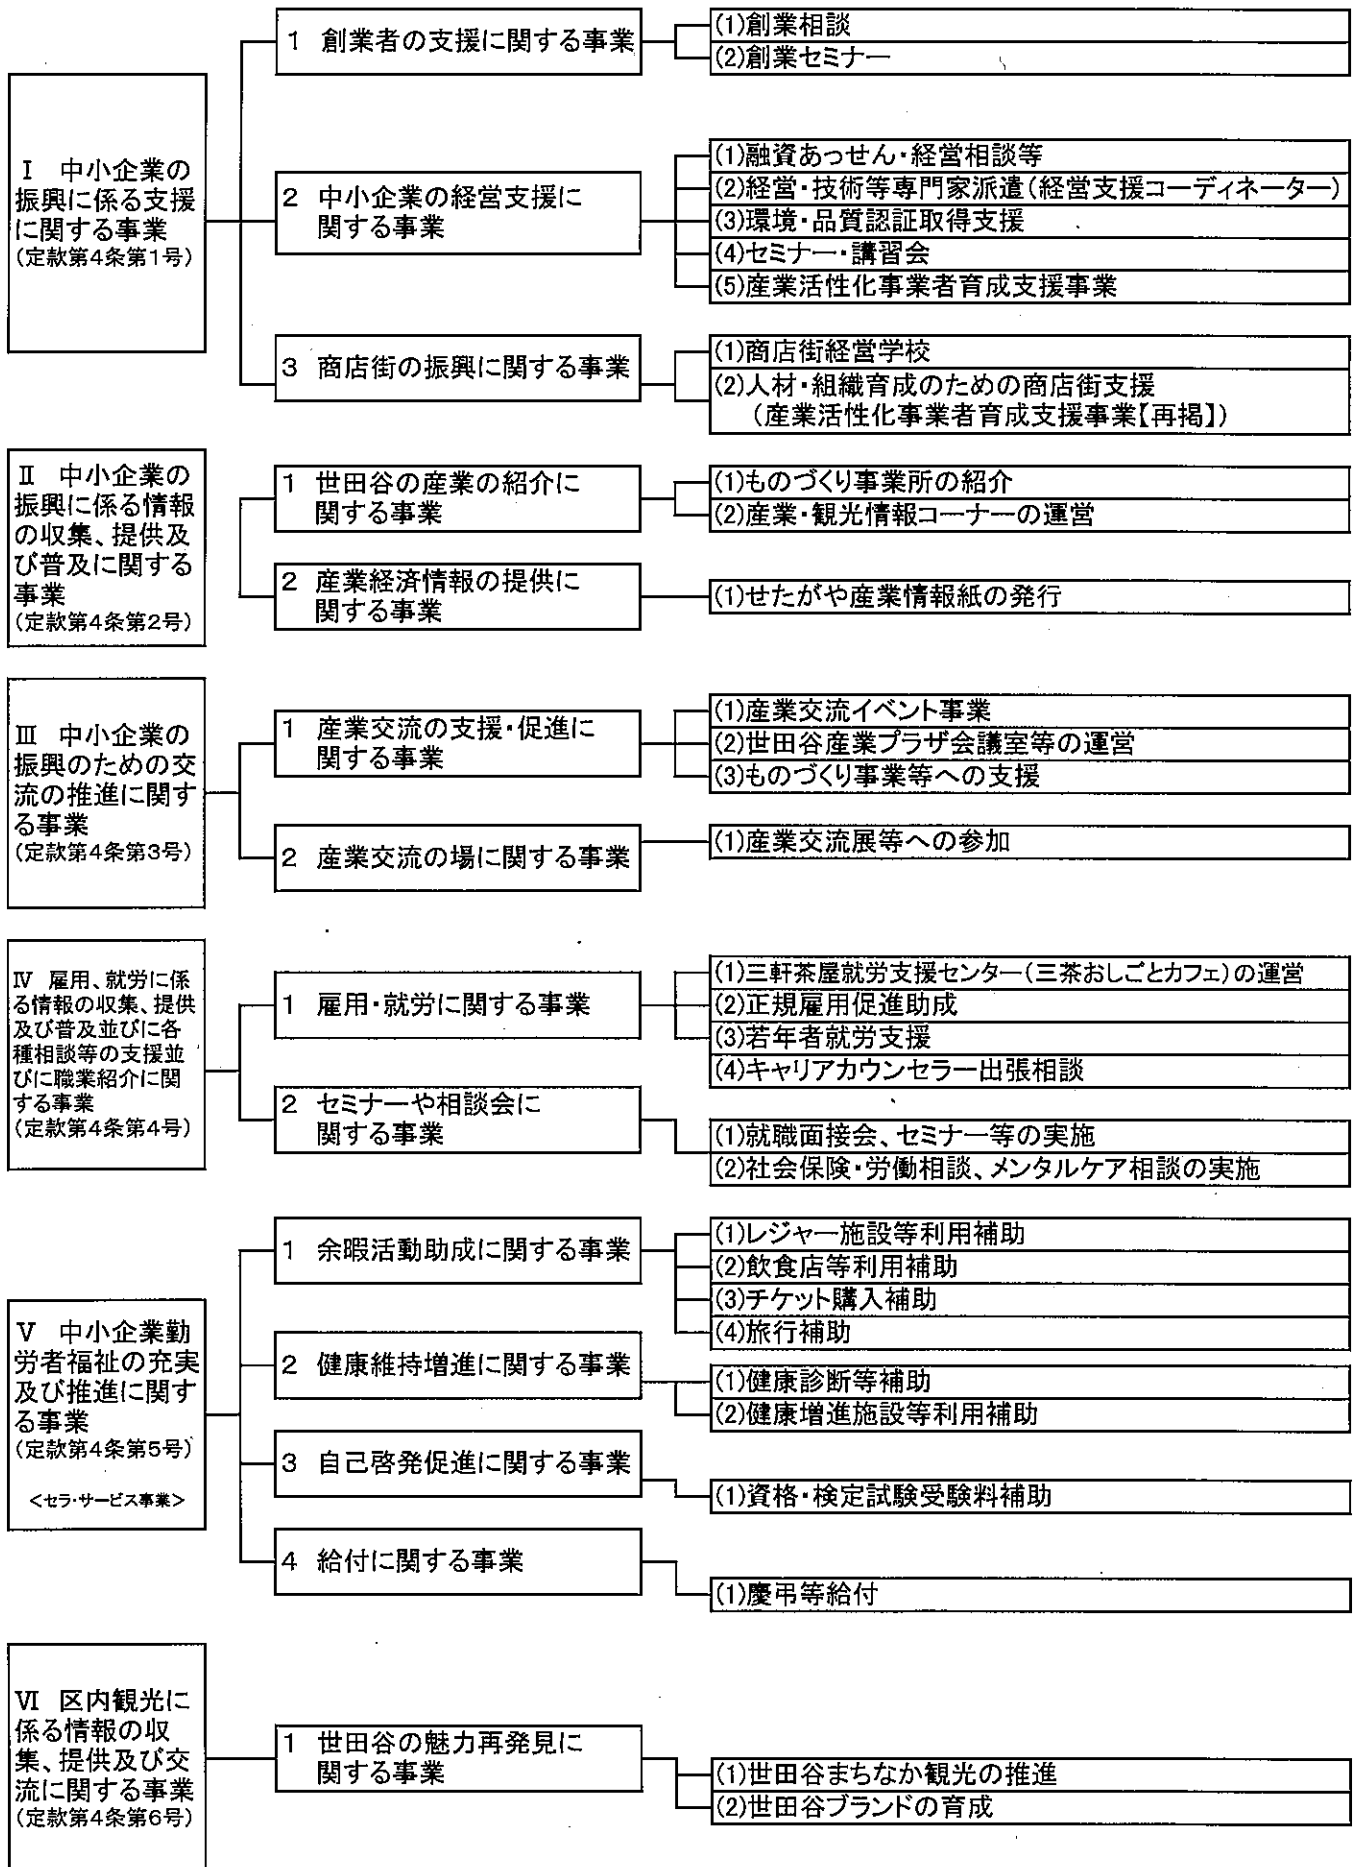 Ⅰ 中小企業の
振興に係る支援
に関する事業
(定款第4条第1号)
1 創業者の支援に関する事業
(1)創業相談
(2)創業セミナー
2 中小企業の経営支援に
関する事業
(1)融資あっせん・経営相談等
(2)経営・技術等専門家派遣(経営支援コーディネーター)
(3)環境・品質認証取得支援
(4)セミナー・講習会
(5)産業活性化事業者育成支援事業
3 商店街の振興に関する事業
(1)商店街経営学校
(2)人材・組織育成のための商店街支援
(産業活性化事業者育成支援事業【再掲】)
Ⅱ 中小企業の
振興に係る情報
の収集、提供及
び普及に関する
事業
(定款第4条第2号)
1 世田谷の産業の紹介に
関する事業
(1)ものづくり事業所の紹介
(2)産業・観光情報コーナーの運営
2 産業経済情報の提供に
関する事業
(1)せたがや産業情報紙の発行
Ⅲ 中小企業の
振興のための交
流の推進に関す
る事業
(定款第4条第3号)
1 産業交流の支援・促進に
関する事業
(1)産業交流イベント事業
(2)世田谷産業プラザ会議室等の運営
(3)ものづくり事業等への支援
2 産業交流の場に関する事業
(1)産業交流展等への参加
Ⅳ 雇用、就労に係
る情報の収集、提供
及び普及並びに各
種相談等の支援並
びに職業紹介に関
する事業
(定款第4条第4号)
1 雇用・就労に関する事業
(1)三軒茶屋就労支援センター(三茶おしごとカフェ)の運営
(2)正規雇用促進助成
(3)若年者就労支援
(4)キャリアカウンセラー出張相談
2 セミナーや相談会に
関する事業
(1)就職面接会、セミナー等の実施
(2)社会保険・労働相談、メンタルケア相談の実施
Ⅴ 中小企業勤
労者福祉の充実
及び推進に関す
る事業
(定款第4条第5号)
<セラ・サービス事業>
1 余暇活動助成に関する事業
(1)レジャー施設等利用補助
(2)飲食店等利用補助
(3)チケット購入補助
(4)旅行補助
2 健康維持増進に関する事業
(1)健康診断等補助
(2)健康増進施設等利用補助
3 自己啓発促進に関する事業
(1)資格・検定試験受験料補助
4 給付に関する事業
(1)慶弔等給付
Ⅵ 区内観光に
係る情報の収
集、提供及び交
流に関する事業
(定款第4条第6号)
1 世田谷の魅力再発見に
関する事業
(1)世田谷まちなか観光の推進
(2)世田谷ブランドの育成